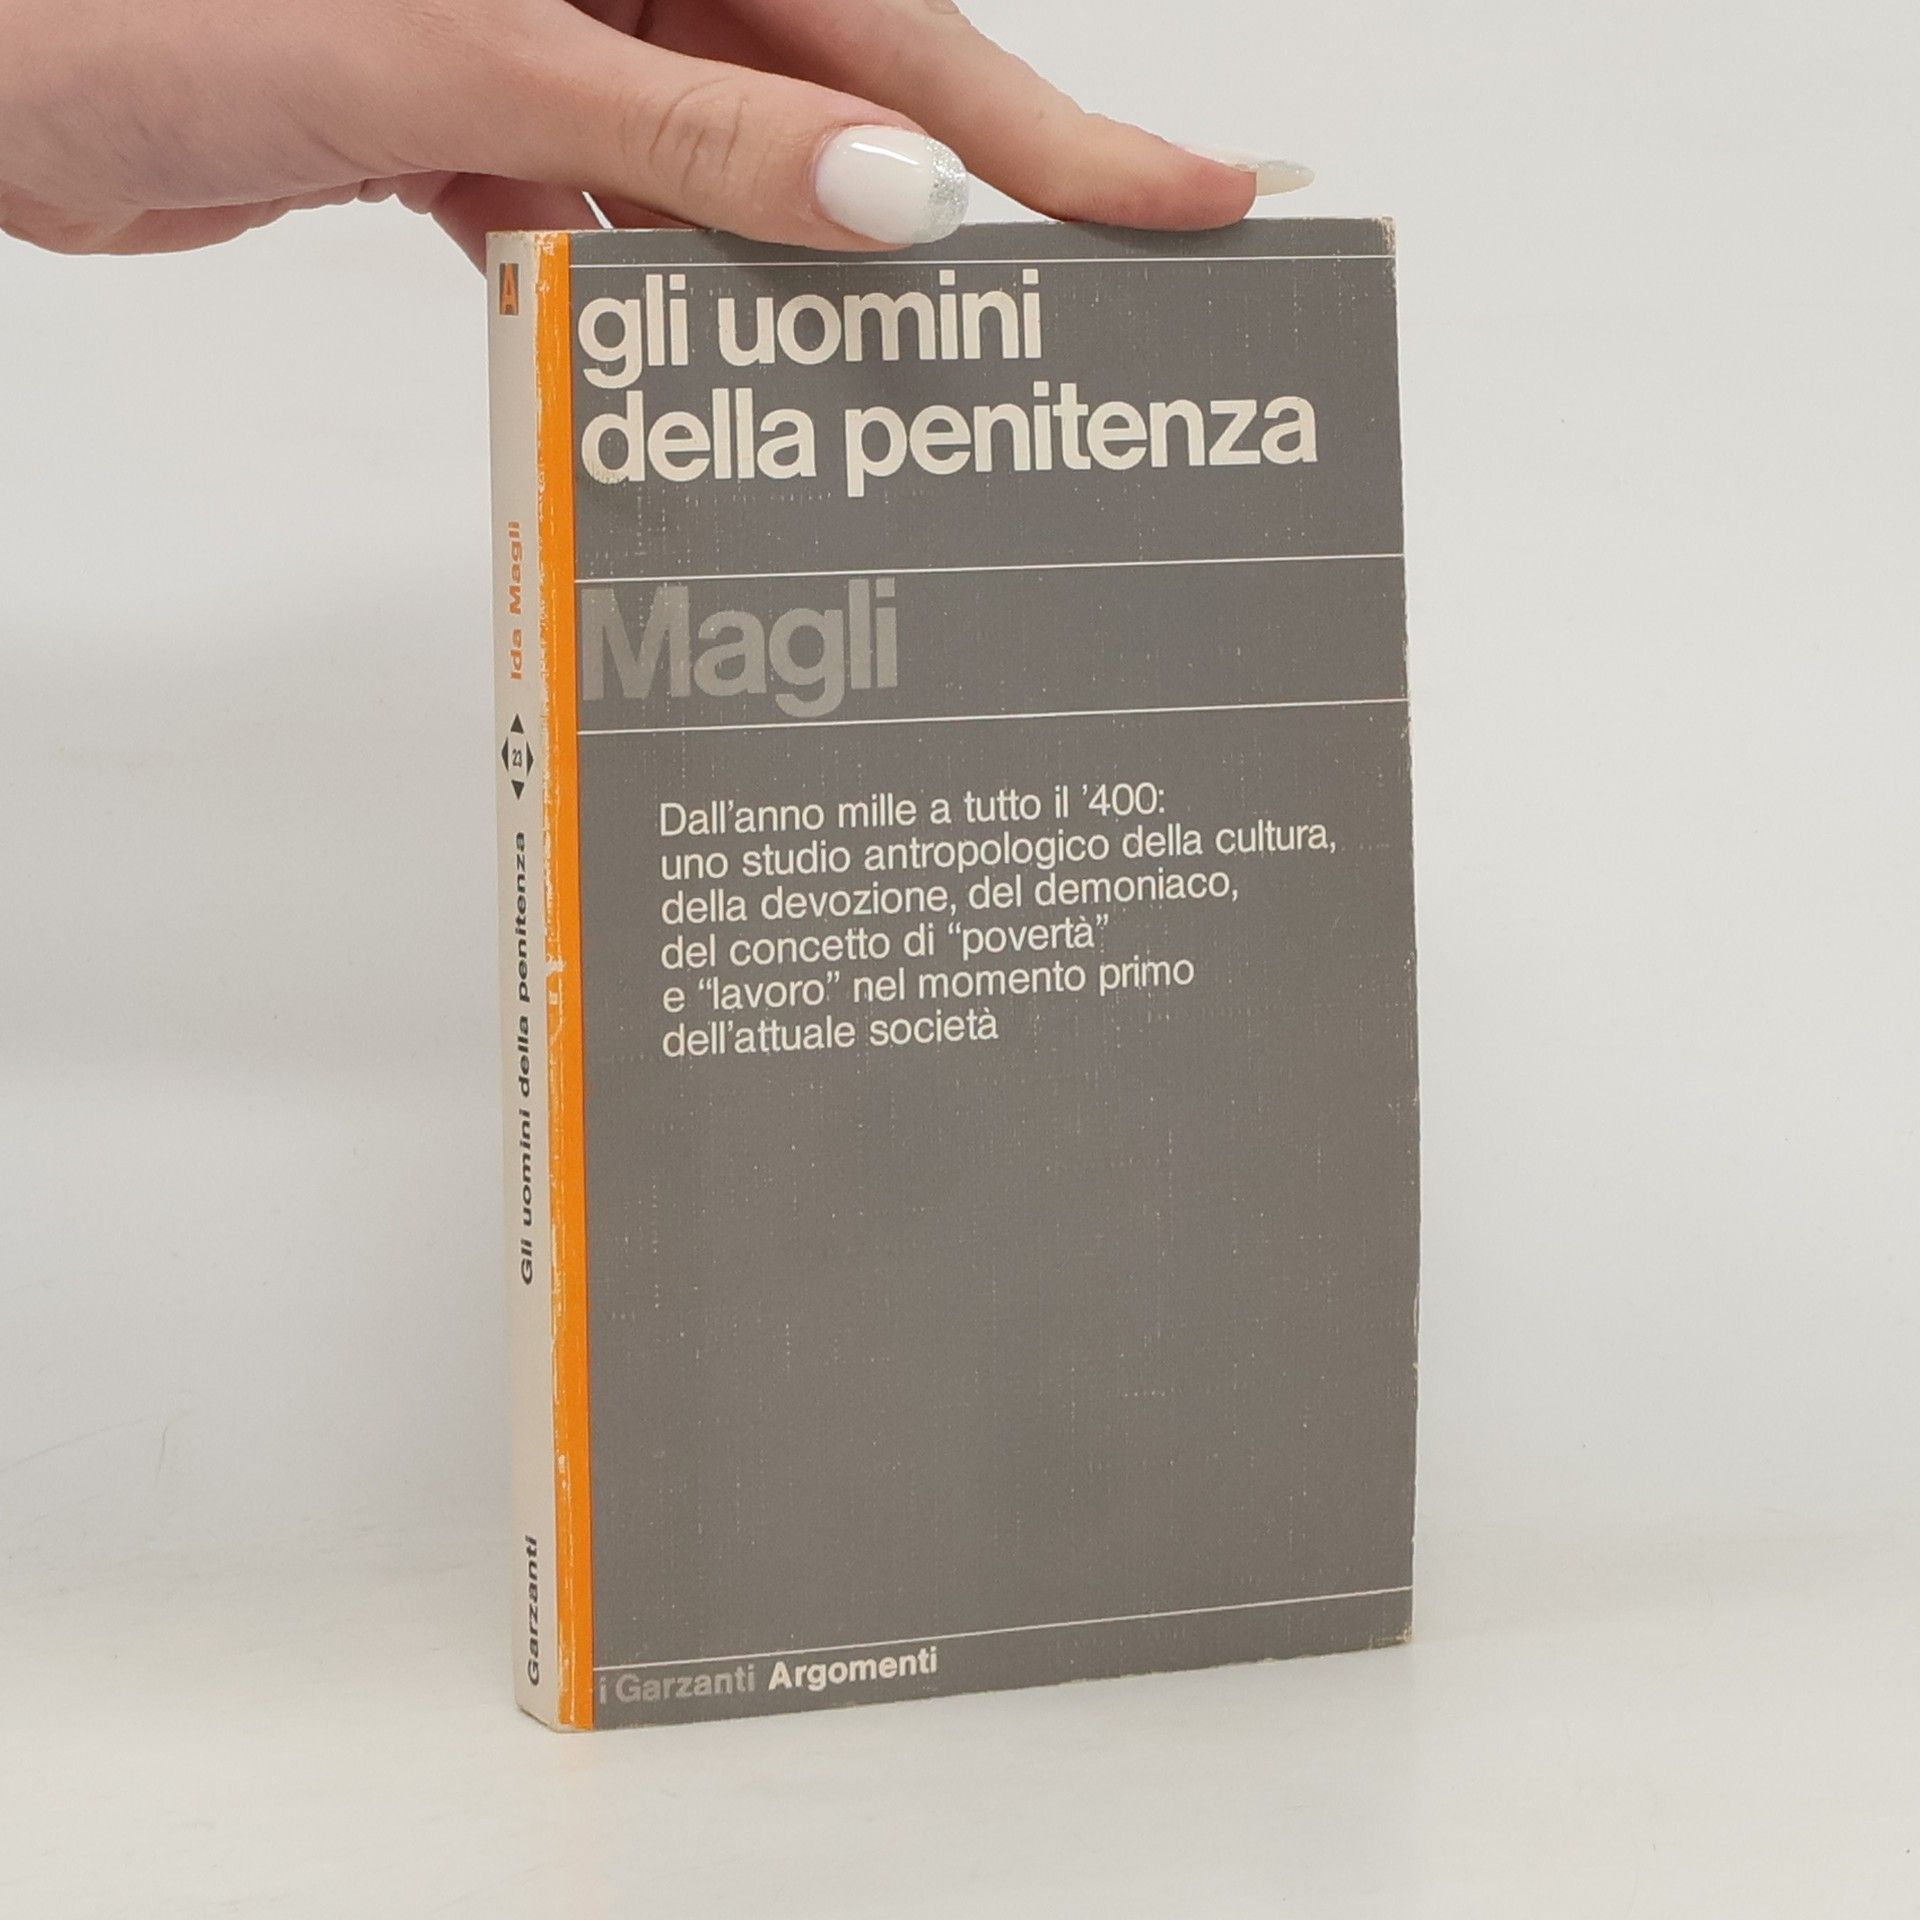 gli uomini
della penitenza
Magli
Dall'anno mille a tutto il '400:
uno studio antropologico della cultura,
della devozione, del demoniaco,
del concetto di “povertà”
e “lavoro” nel momento primo
dell'attuale società
i Garzanti Argomenti
A
Ida Magli
23
Gli uomini della penitenza
Garzanti